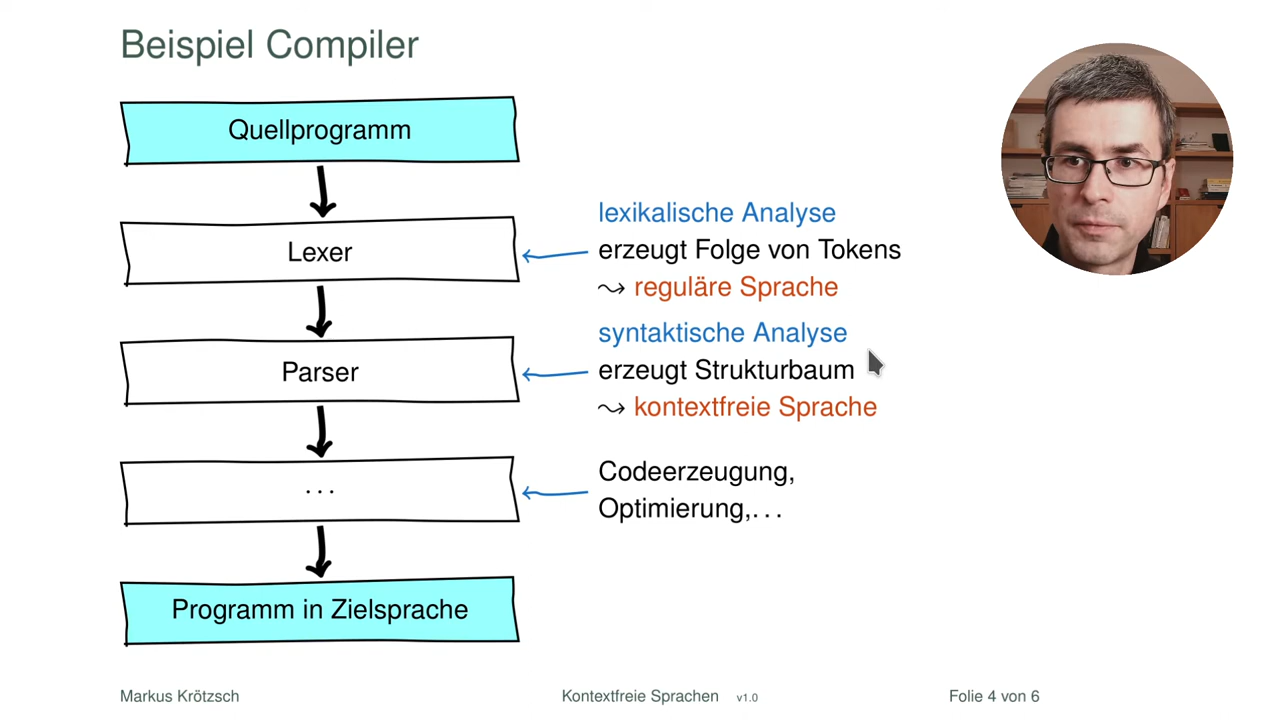 Beispiel Compiler
Quellprogramm
Lexer
lexikalische Analyse
erzeugt Folge von Tokens
⤳ reguläre Sprache
Parser
syntaktische Analyse
erzeugt Strukturbaum
⤳ kontextfreie Sprache
. . .
Codeerzeugung,
Optimierung,. . .
Programm in Zielsprache
Markus Krötzsch
Kontextfreie Sprachen v1.0
Folie 4 von 6